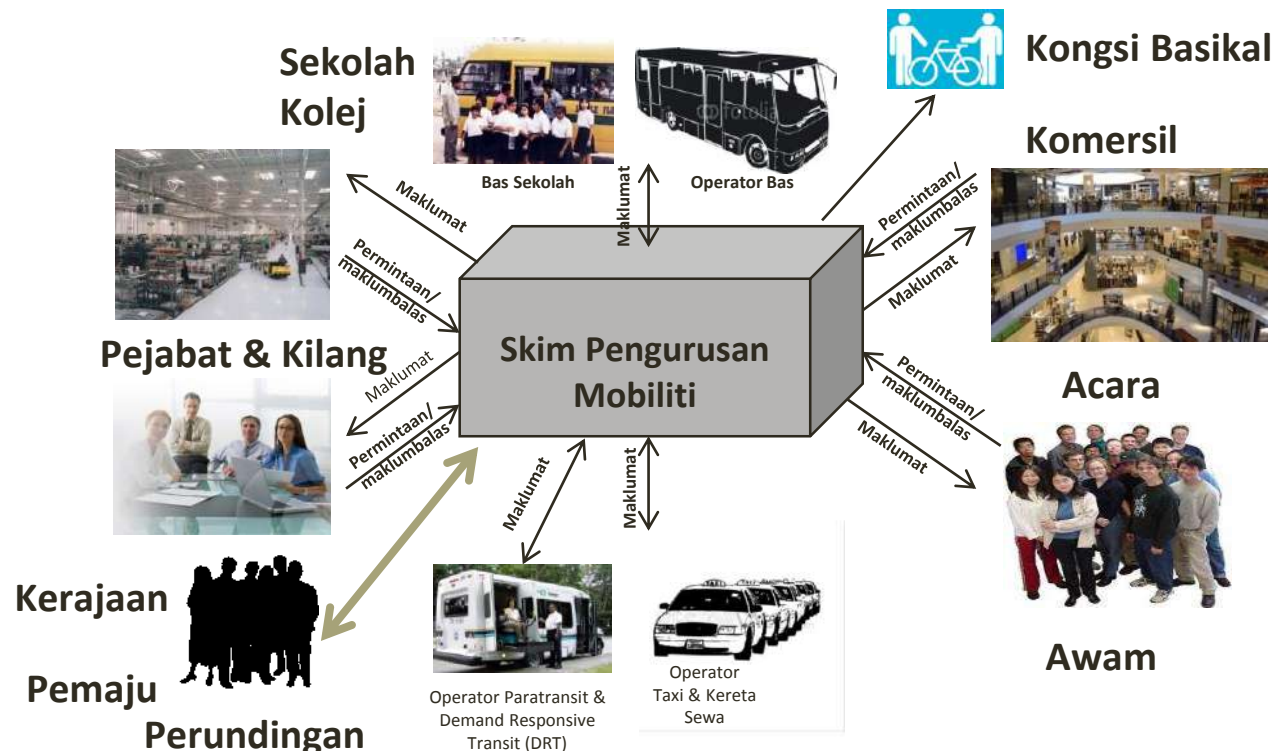 Sekolah
Kolej
Kongsi Basikal
Komersil
Bas Sekolah
Operator Bas
fotolia
Maklumat
Maklumat
Permintaan/
maklumbalas
Maklumat
Permintaan/
maklumbalas
Pejabat & Kilang
Maklumat
Permintaan/
maklumbalas
Skim Pengurusan
Mobiliti
Acara
Permintaan/
maklumbalas
Maklumat
Maklumat
Maklumat
Kerajaan
Pemaju
Perundingan
Operator Paratransit &
Demand Responsive
Transit (DRT)
Operator
Taxi & Kereta
Sewa
Awam